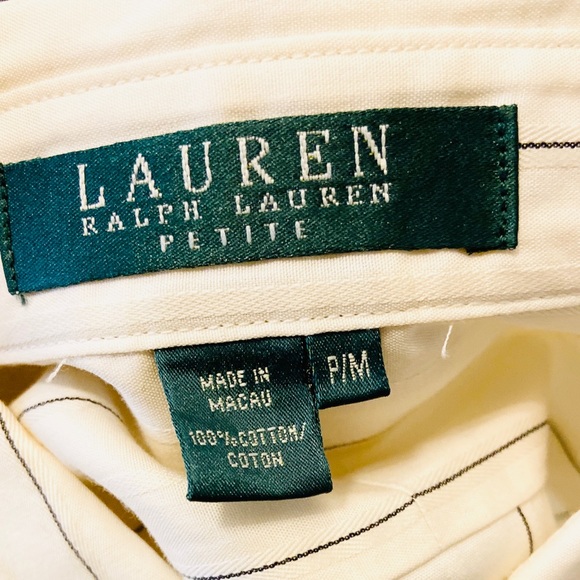 LAUREN
RALPH LAUREN
PETITE
P/M
MADE IN
MACAU
100% COTTON/
COTON